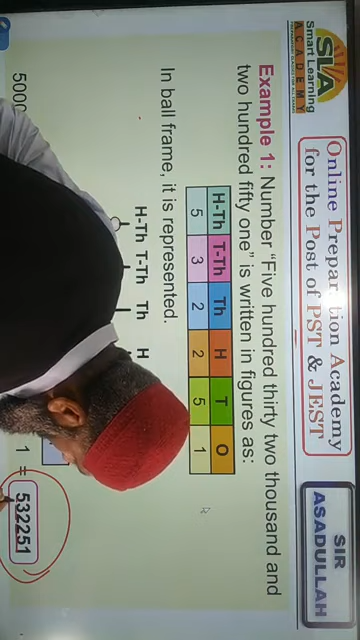 SLA
Smart Learning
ACADEMY
Online Preparation Academy
for the Post of PST & JEST
SIR
ASADULLAH
Example 1: Number "Five hundred thirty two thousand and
two hundred fifty one" is written in figures as:
H-Th T-Th Th H T O
5 3 2 2 5 1
In ball frame, it is represented.
H-Th T-Th Th H
5000
1 = 532251